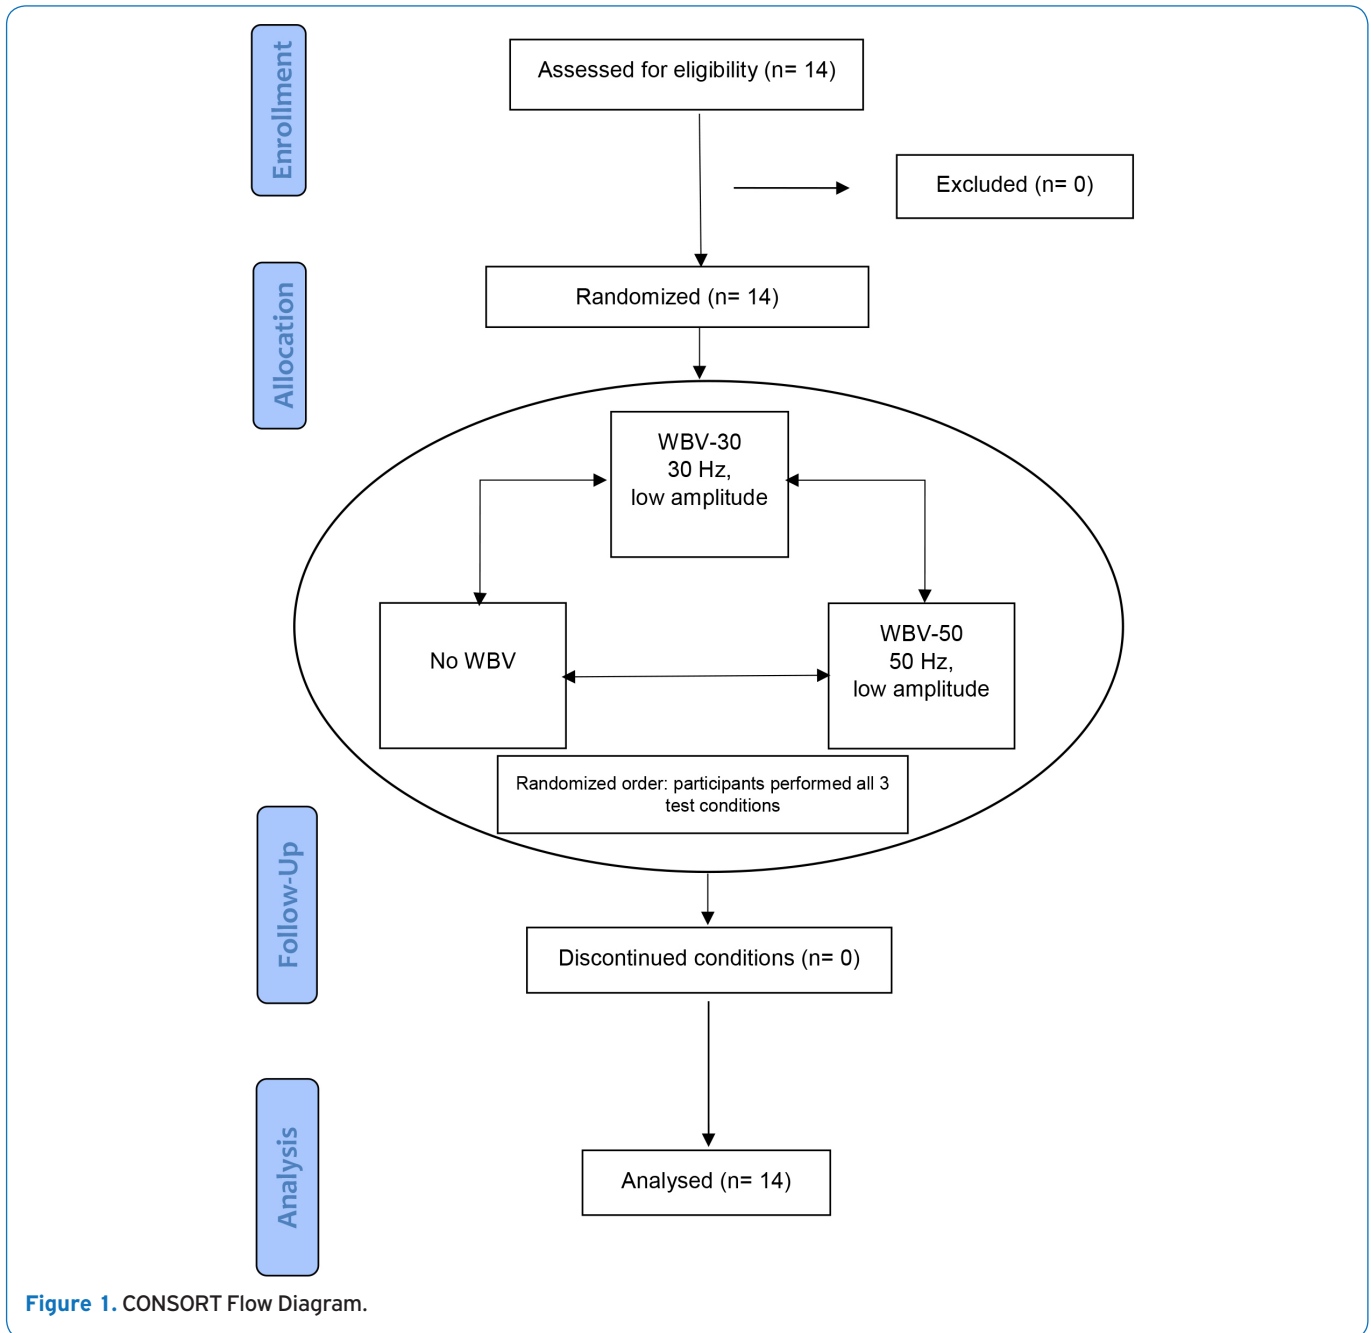 Enrollment
Assessed for eligibility (n= 14)
Excluded (n= 0)
Allocation
Randomized (n= 14)
WBV-30
30 Hz,
low amplitude
No WBV
WBV-50
50 Hz,
low amplitude
Randomized order: participants performed all 3
test conditions
Follow-Up
Discontinued conditions (n= 0)
Analysis
Analysed (n= 14)
Figure 1. CONSORT Flow Diagram.